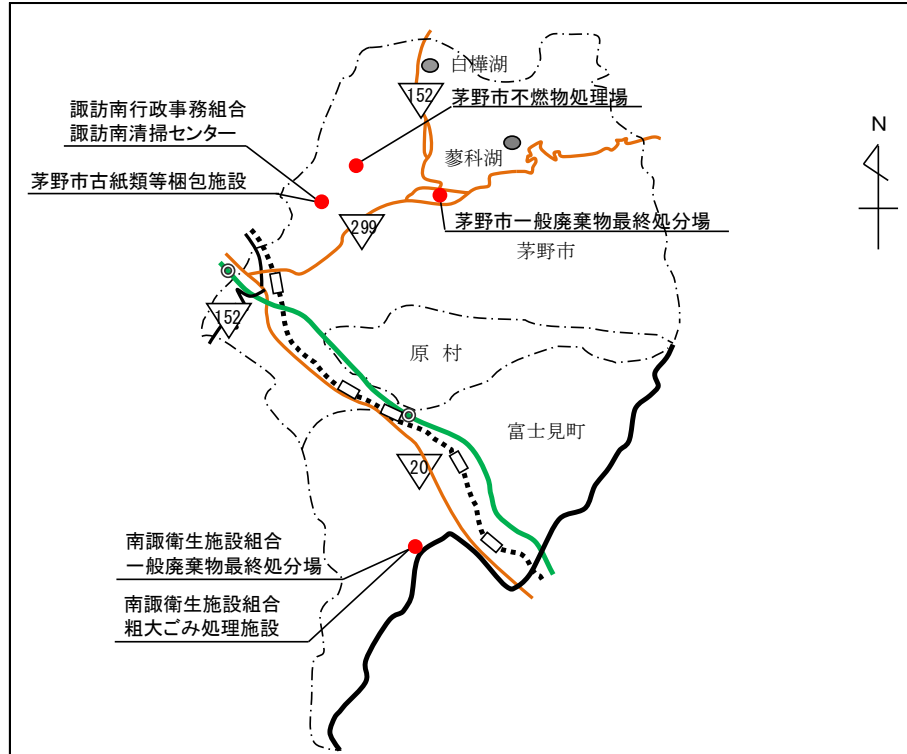 白樺湖
152
諏訪南行政事務組合
諏訪南清掃センター
茅野市不燃物処理場
N
蓼科湖
茅野市古紙類等梱包施設
299
茅野市一般廃棄物最終処分場
茅野市
152
原 村
富士見町
20
南諏衛生施設組合
一般廃棄物最終処分場
南諏衛生施設組合
粗大ごみ処理施設